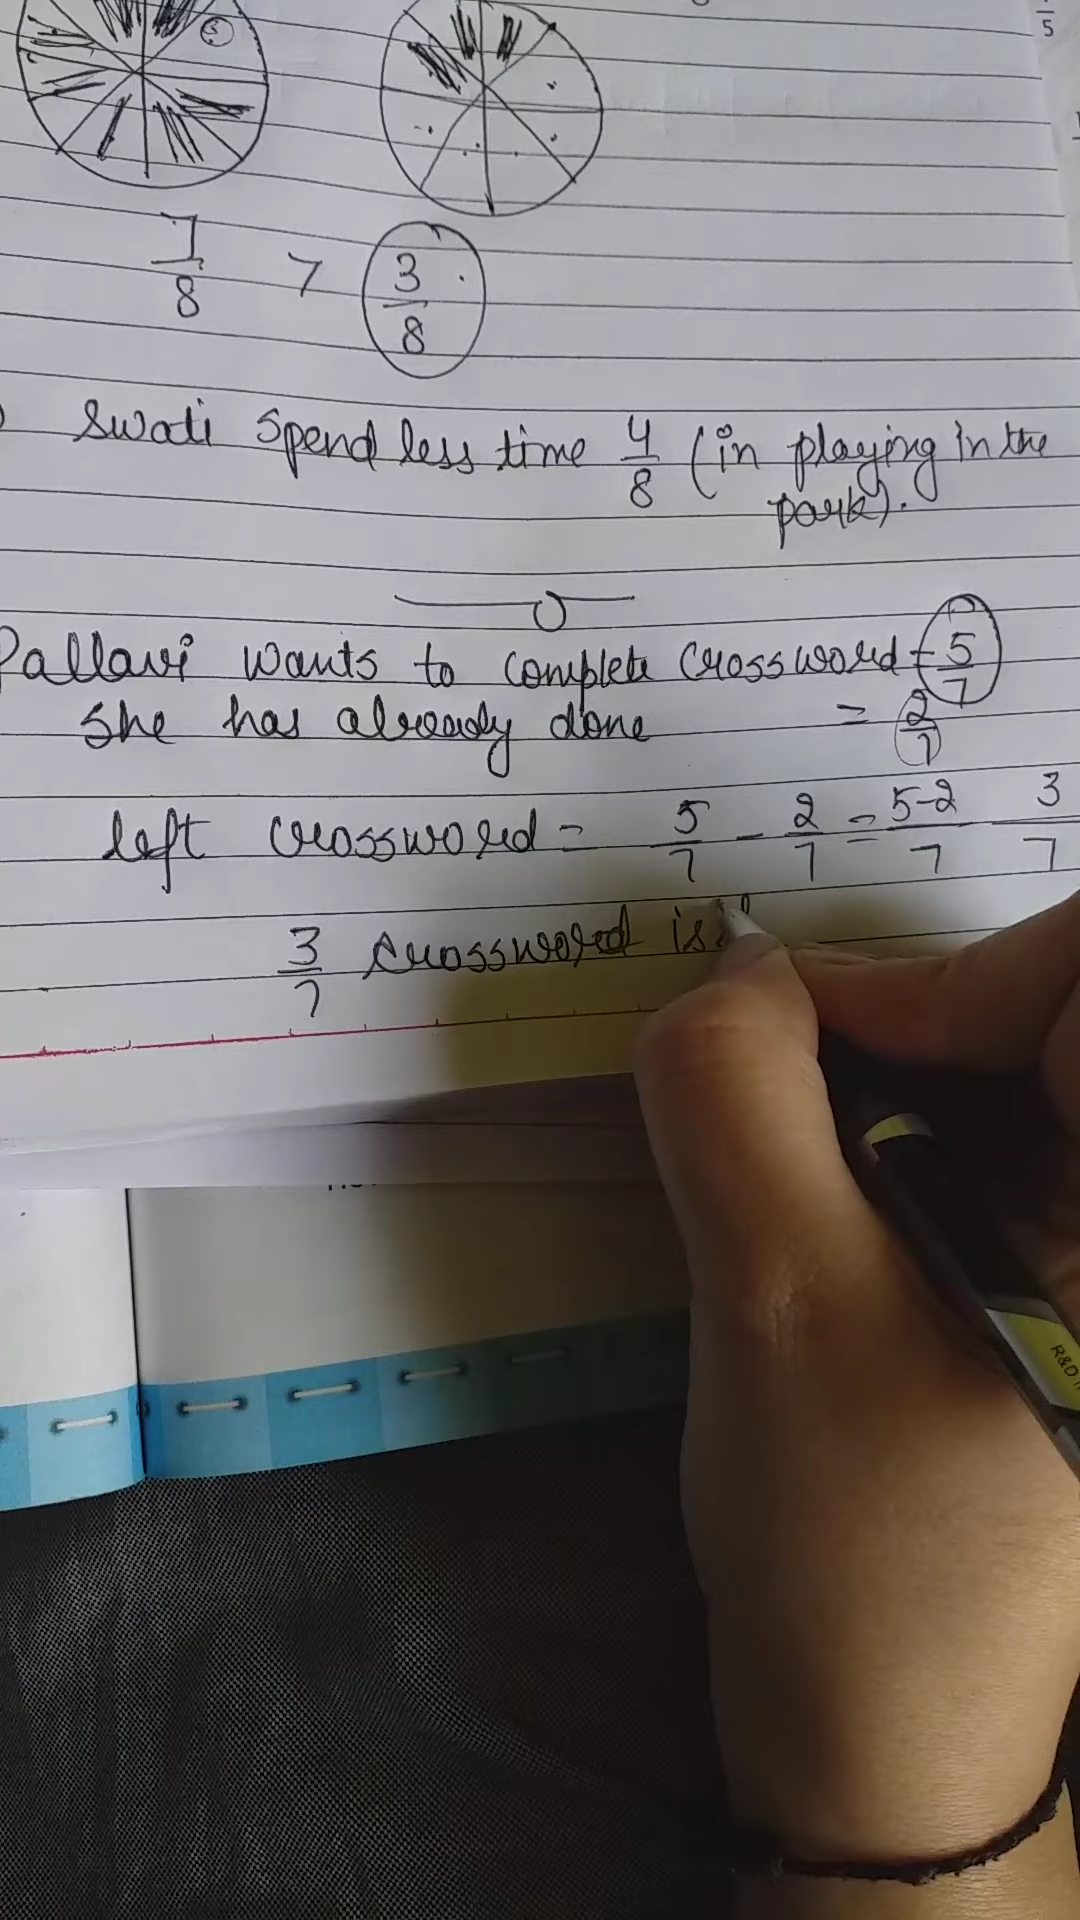 5
7/8 > 3/8
Swati Spend less time 4/8 (in playing in the
park).
Pallavi wants to complete crossword = 5/7
She has already done = 2/7
left crossword = 5/7 - 2/7 = 5-2/7 3/7
3/7 crossword is
R&D